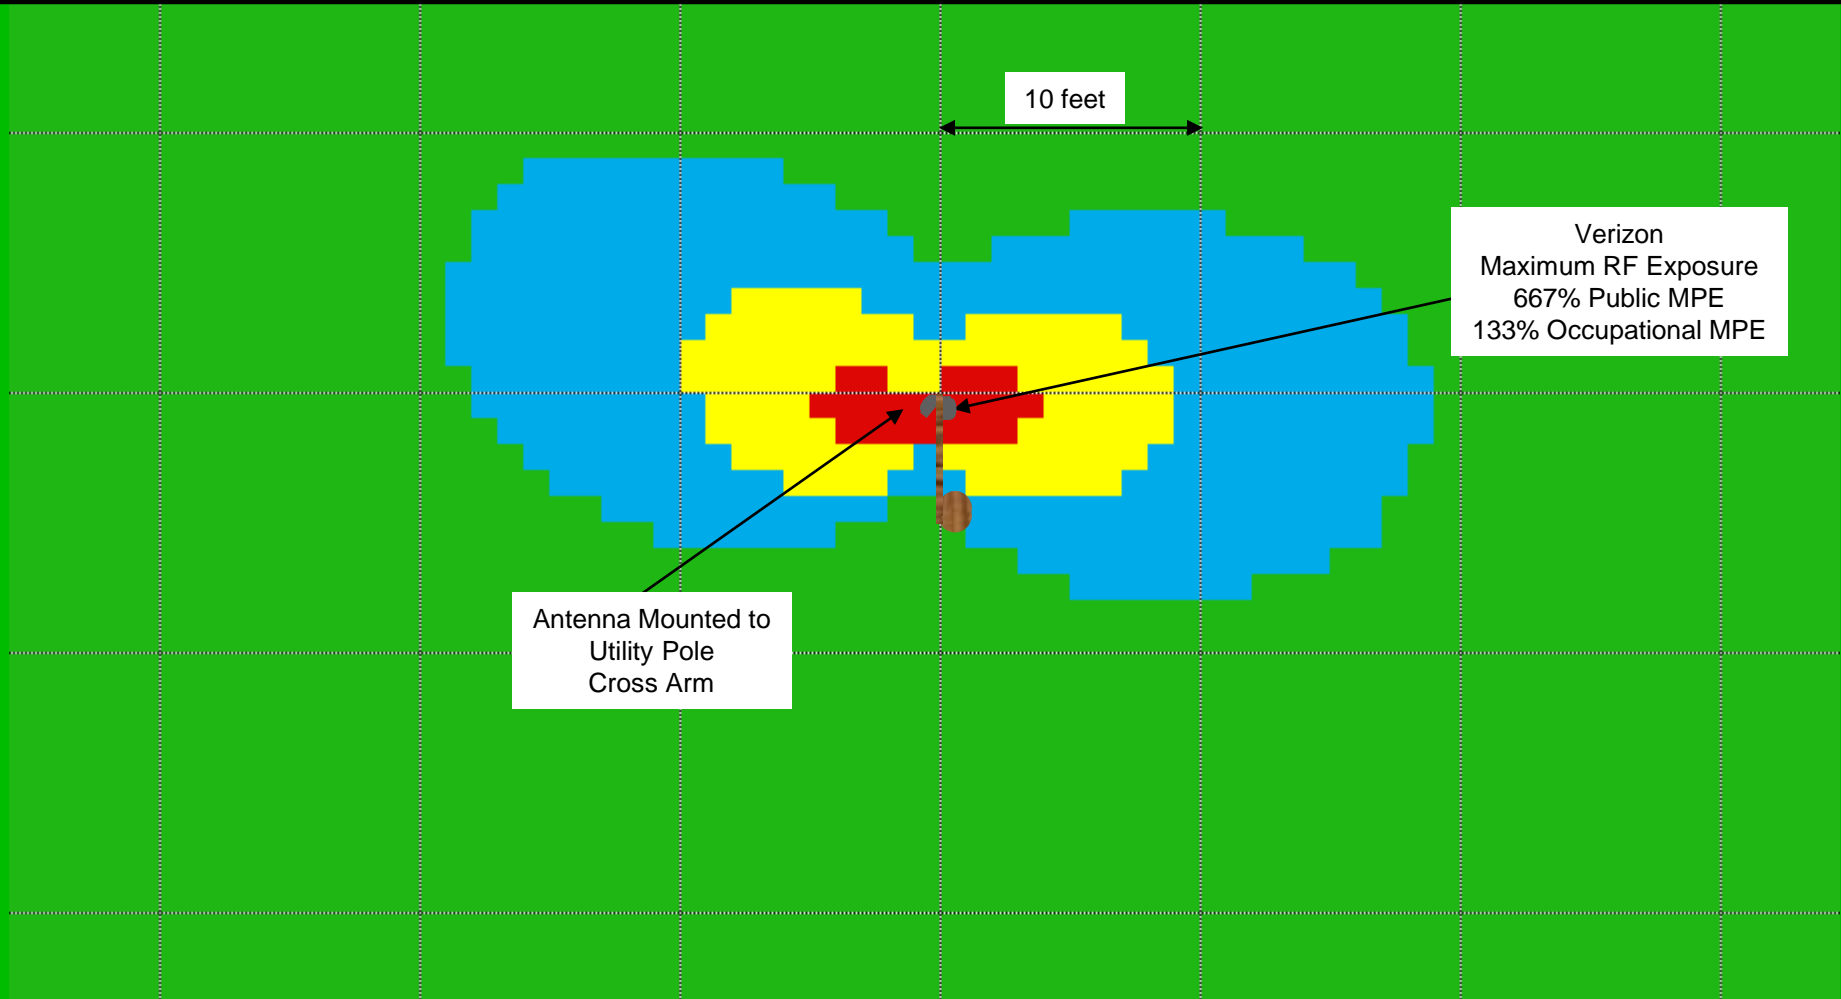 10 feet
Verizon
Maximum RF Exposure
667% Public MPE
133% Occupational MPE
Antenna Mounted to
Utility Pole
Cross Arm